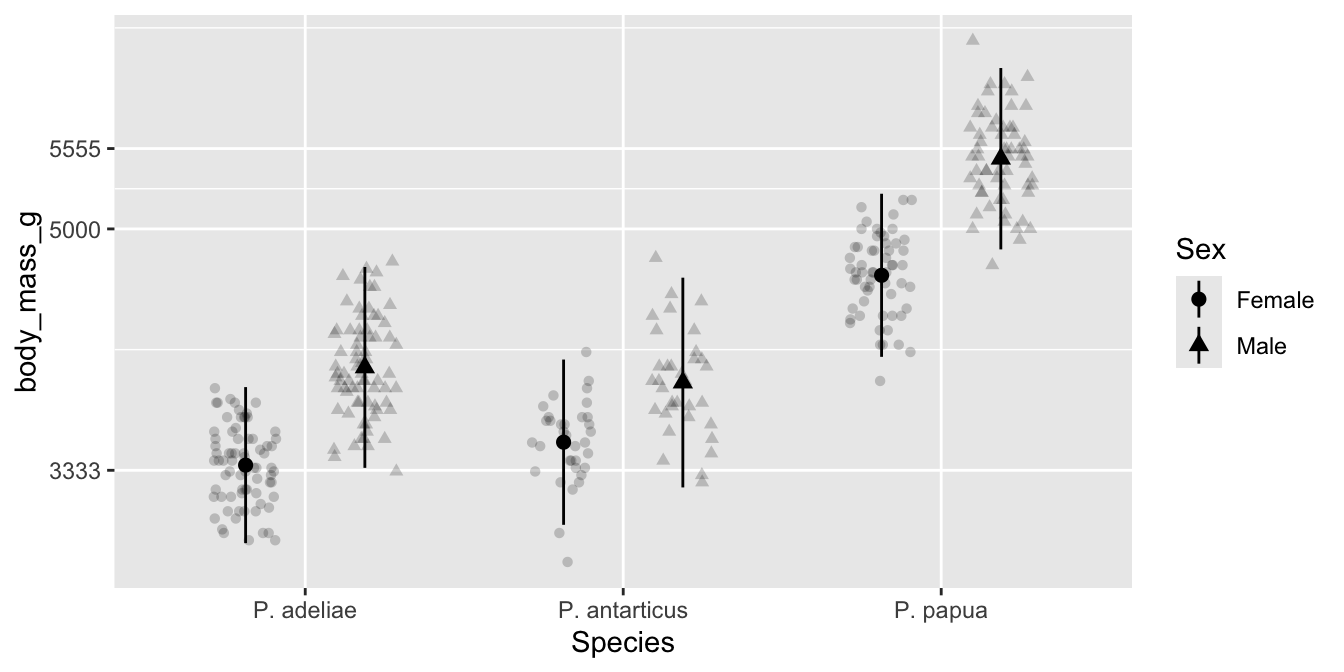 body_mass_g
5555
5000
3333
P. adeliae
P. antarticus
P. papua
Species
Sex
Female
Male